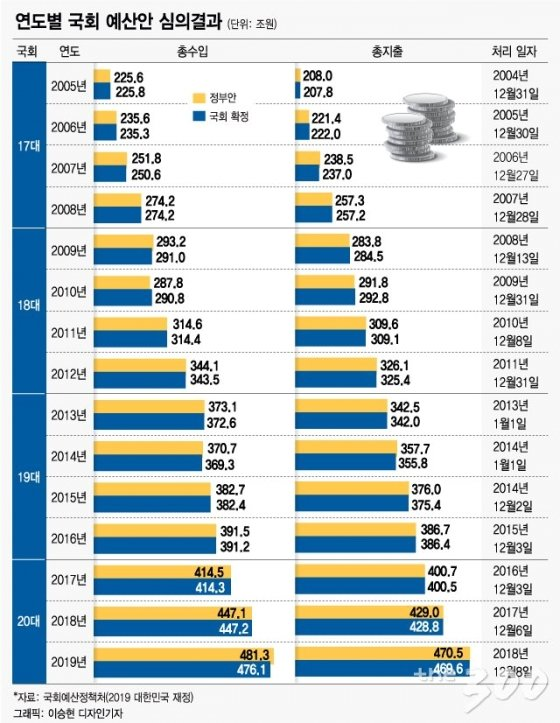 연도별 국회 예산안 심의결과 (단위: 조원)
국회 연도 총수입 총지출 처리 일자
정부안
국회 확정
17대
2005년 225.6 208.0 2004년
225.8 207.8 12월31일
2006년 235.6 221.4 2005년
235.3 222.0 12월30일
2007년 251.8 238.5 2006년
250.6 237.0 12월27일
2008년 274.2 257.3 2007년
274.2 257.2 12월28일
18대
2009년 293.2 283.8 2008년
291.0 284.5 12월13일
2010년 287.8 291.8 2009년
290.8 292.8 12월31일
2011년 314.6 309.6 2010년
314.4 309.1 12월8일
2012년 344.1 326.1 2011년
343.5 325.4 12월31일
19대
2013년 373.1 342.5 2013년
372.6 342.0 1월1일
2014년 370.7 357.7 2014년
369.3 355.8 1월1일
2015년 382.7 376.0 2014년
382.4 375.4 12월2일
2016년 391.5 386.7 2015년
391.2 386.4 12월3일
20대
2017년 414.5 400.7 2016년
414.3 400.5 12월3일
2018년 447.1 429.0 2017년
447.2 428.8 12월6일
2019년 481.3 470.5 2018년
476.1 469.6 12월8일
the 300
*자료: 국회예산정책처(2019 대한민국 재정)
그래픽: 이승현 디자인기자